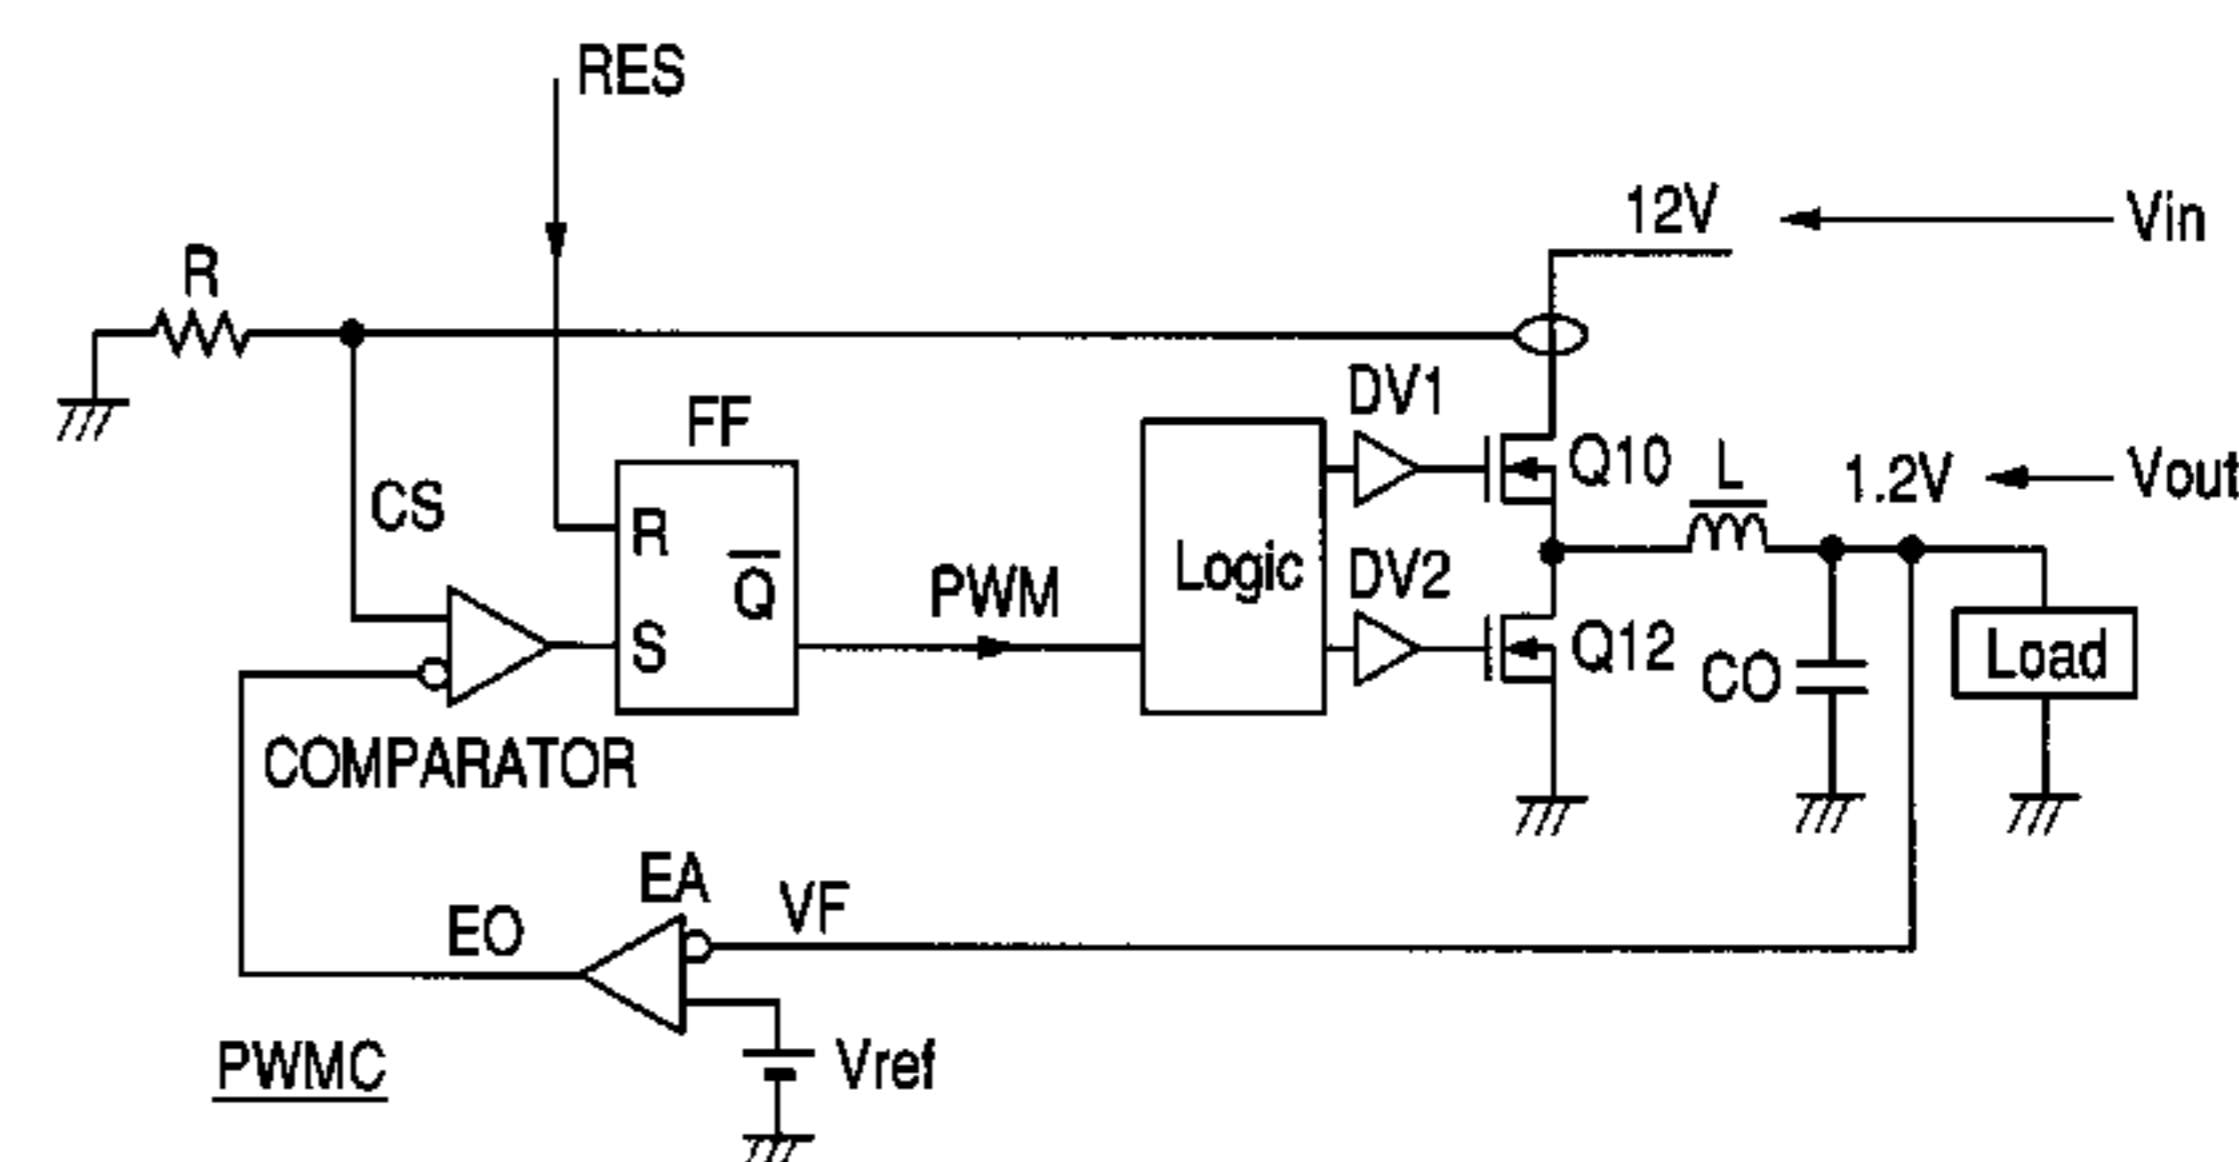 RES
12V
Vin
R
DV1
FF
Q10
L
1.2V
Vout
CS
R
Q̅
Logic
DV2
PWM
S
Q12
CO
Load
COMPARATOR
EA
VF
EO
PWMC
Vref